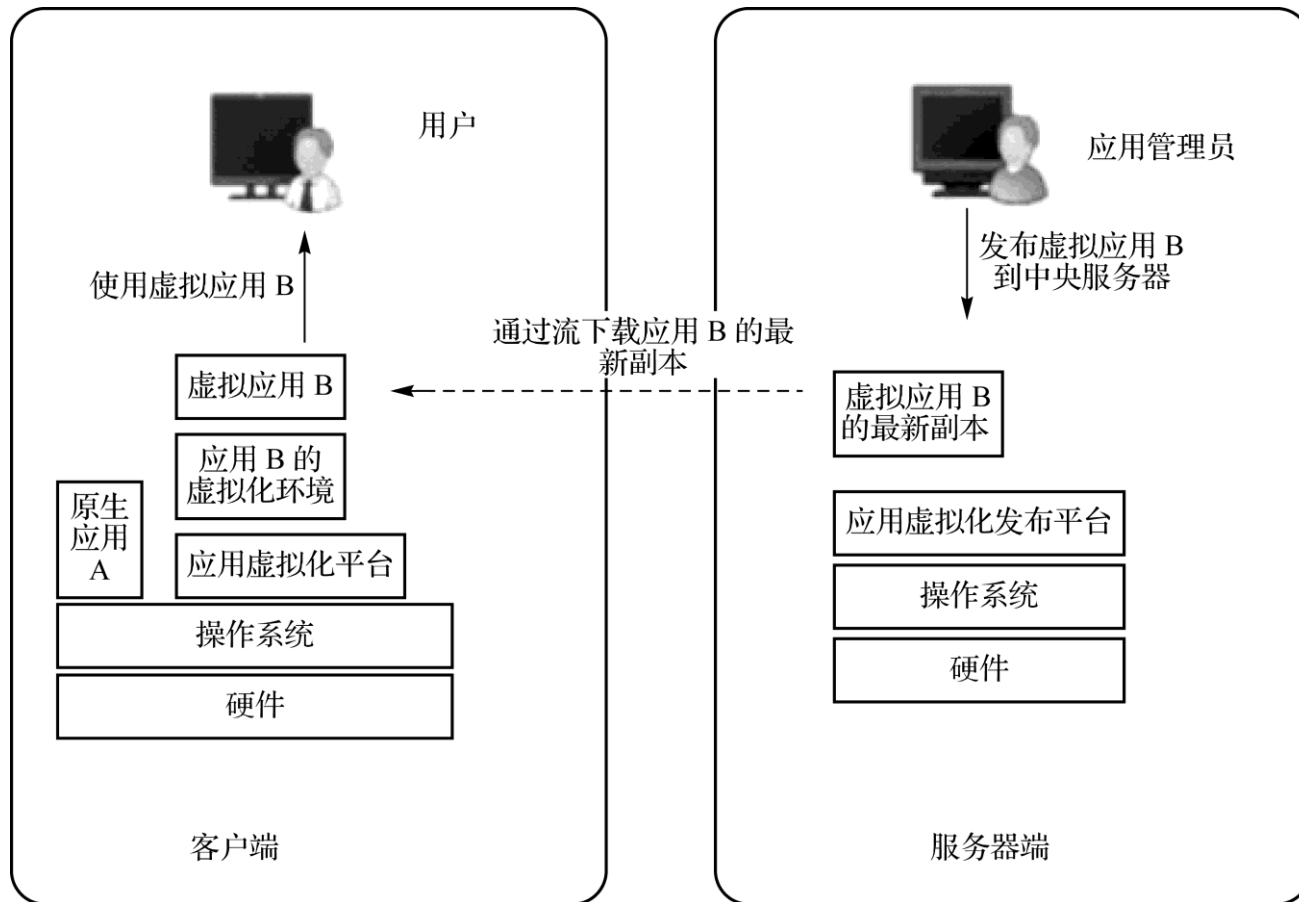 用户
使用虚拟应用 B
虚拟应用 B
应用 B 的
虚拟化环境
原生
应用
A
应用虚拟化平台
操作系统
硬件
客户端
通过流下载应用 B 的最
新副本
应用管理员
发布虚拟应用 B
到中央服务器
虚拟应用 B
的最新副本
应用虚拟化发布平台
操作系统
硬件
服务器端